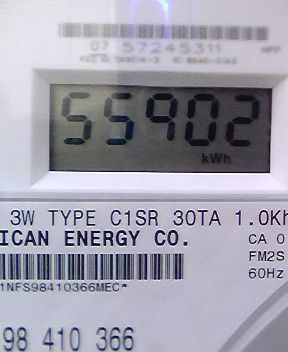 07 57245311
55902
kWh
3W TYPE C1SR 30TA 1.0Kh
ICAN ENERGY CO.
CA 0
FM2S
60Hz
1NFS98410366MEC*
98 410 366